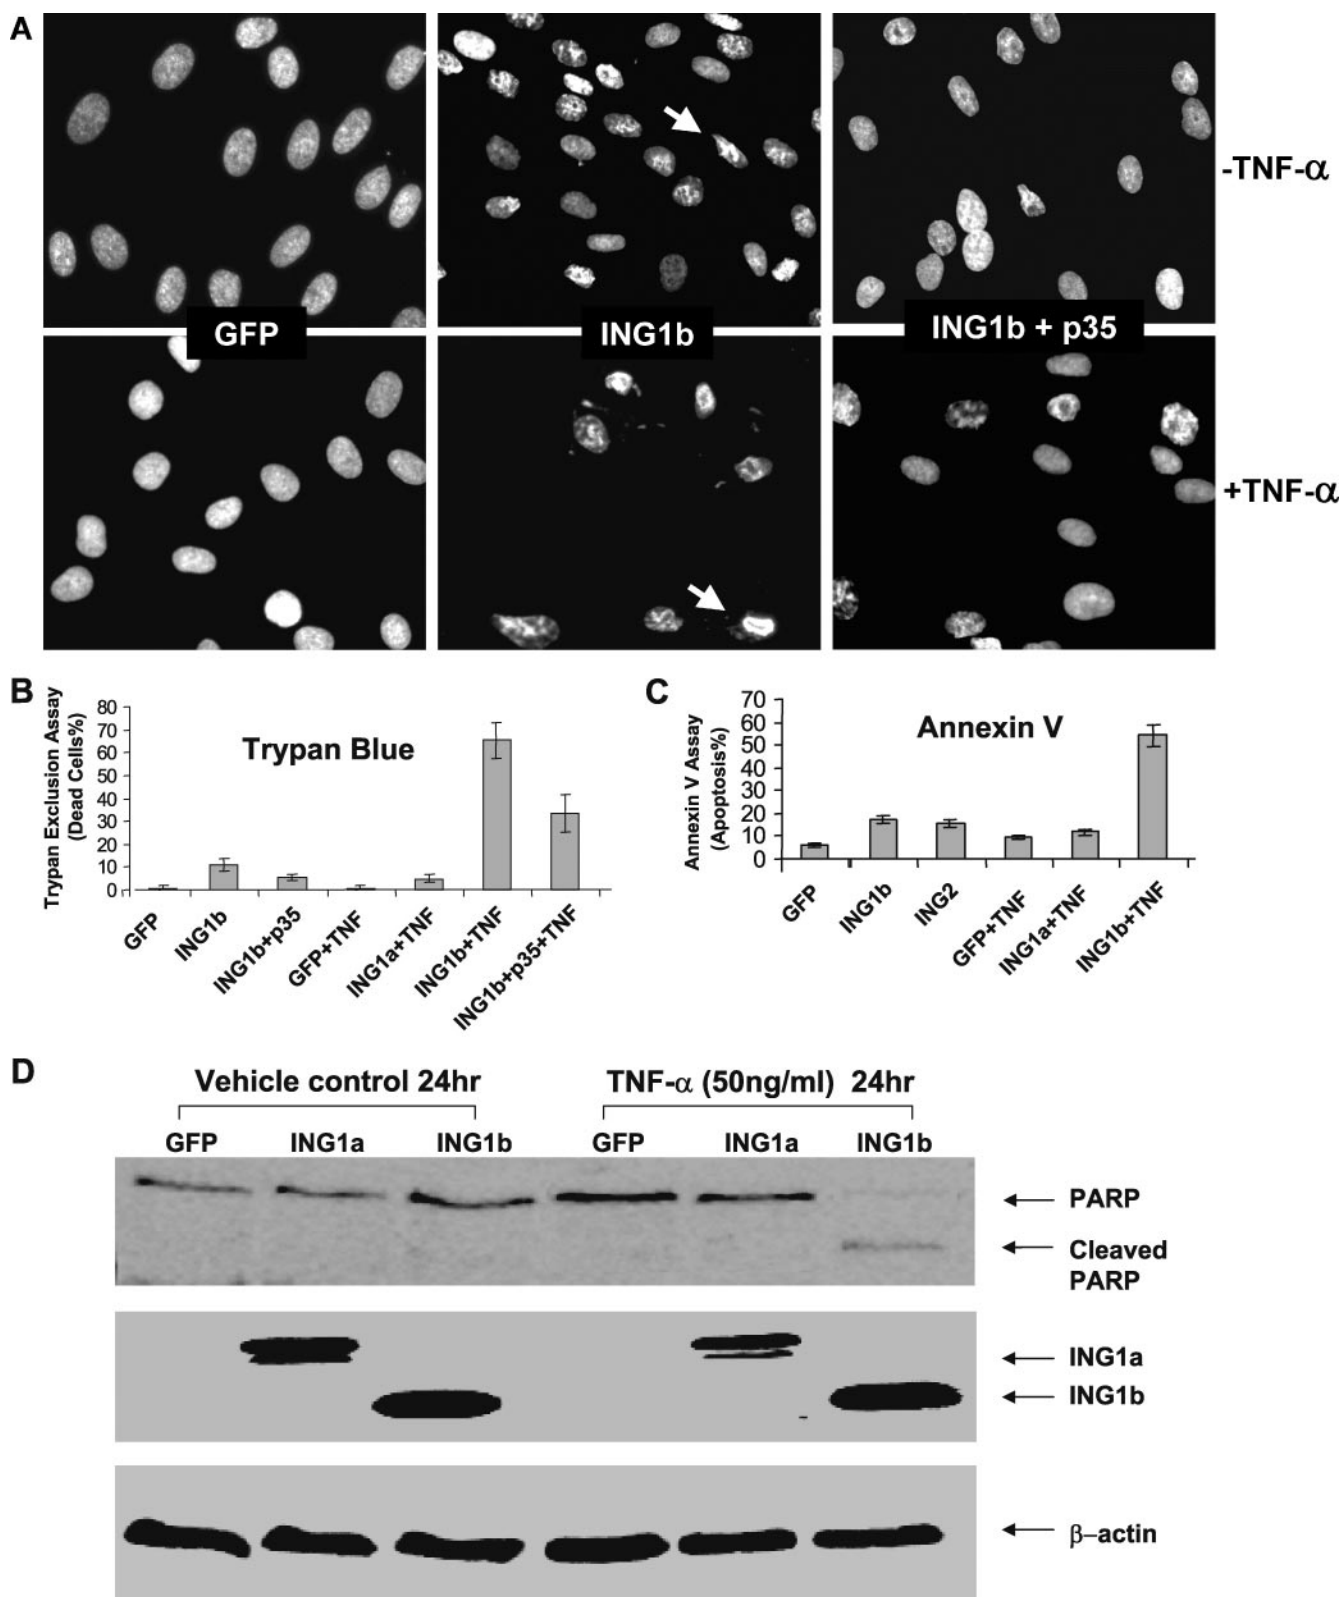 A
GFP
ING1b
ING1b + p35
-TNF-α
+TNF-α
B
Trypan Exclusion Assay
(Dead Cells%)
80
70
60
50
40
30
20
10
0
Trypan Blue
GFP
ING1b
ING1b+p35
GFP+TNF
ING1a+TNF
ING1b+TNF
ING1b+p35+TNF
C
Annexin V Assay
(Apoptosis%)
70
60
50
40
30
20
10
0
Annexin V
GFP
ING1b
ING2
GFP+TNF
ING1a+TNF
ING1b+TNF
D
Vehicle control 24hr
TNF-α (50ng/ml) 24hr
GFP ING1a ING1b GFP ING1a ING1b
PARP
Cleaved
PARP
ING1a
ING1b
β–actin